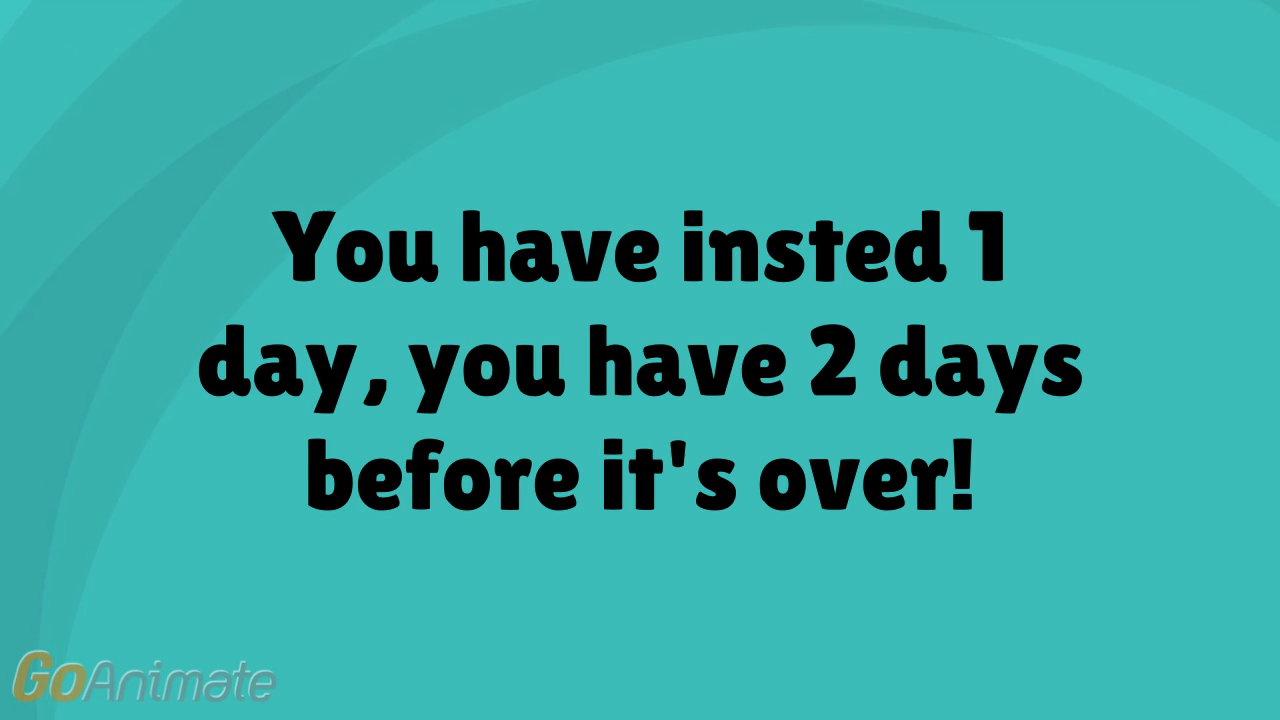 You have insted 1
day, you have 2 days
before it's over!
GoAnimate